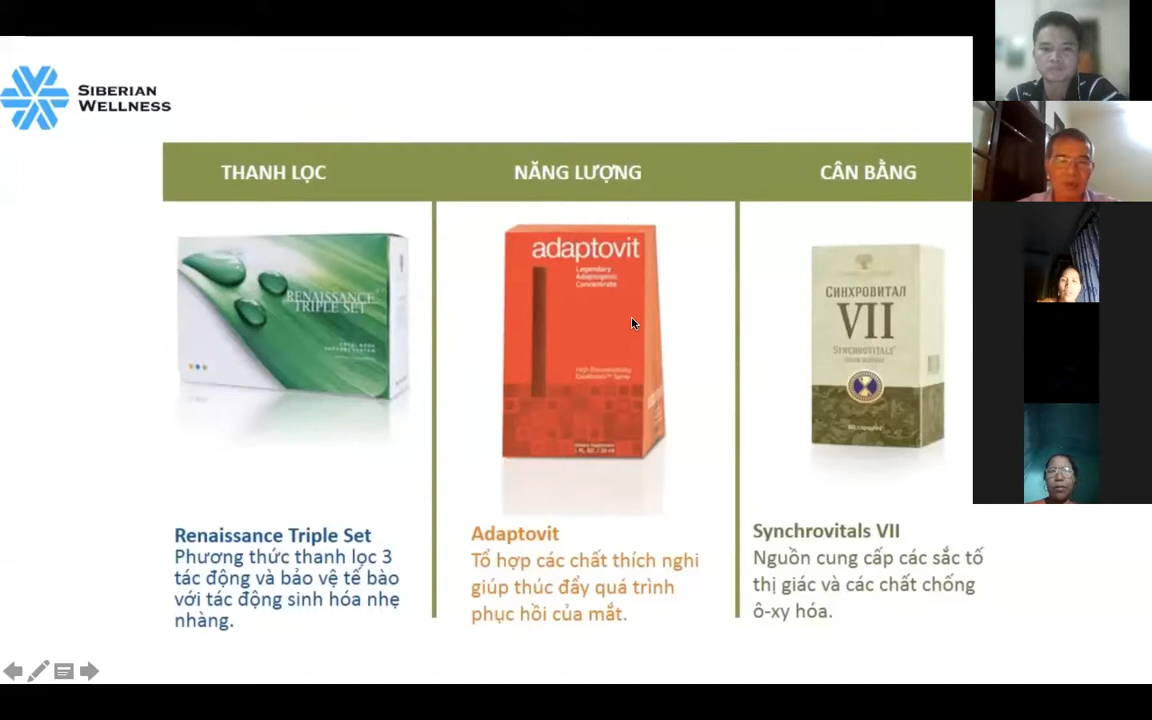 SIBERIAN
WELLNESS
THANH LỌC
NĂNG LƯỢNG
CÂN BẰNG
RENAISSANCE
TRIPLE SET
adaptovit
Legendary
Adaptogenic
Concentrate
СИНХРОВИТАЛ
VII
SYNCHROVITALS
60 capsules
Renaissance Triple Set
Phương thức thanh lọc 3
tác động và bảo vệ tế bào
với tác động sinh hóa nhẹ
nhàng.
Adaptovit
Tổ hợp các chất thích nghi
giúp thúc đẩy quá trình
phục hồi của mắt.
Synchrovitals VII
Nguồn cung cấp các sắc tố
thị giác và các chất chống
ô-xy hóa.